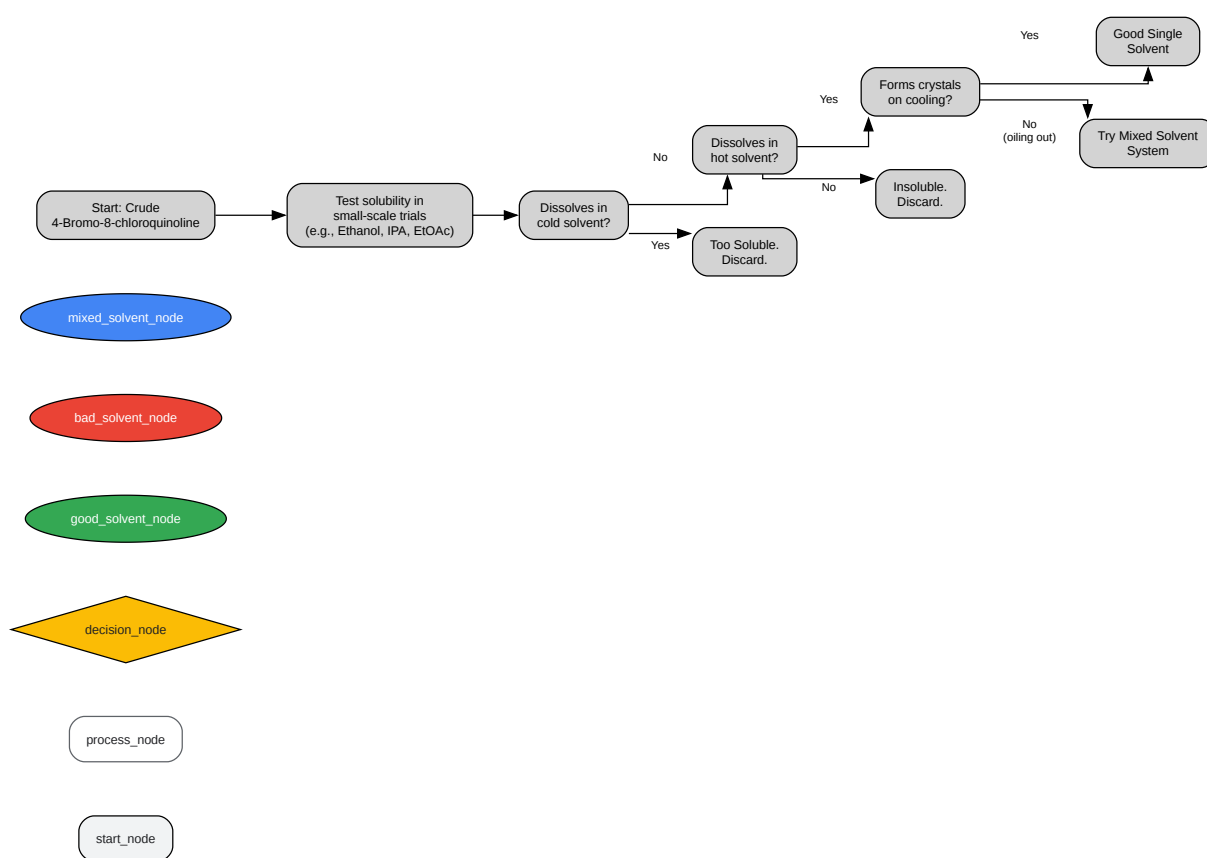 Start: Crude
4-Bromo-8-chloroquinoline
Test solubility in
small-scale trials
(e.g., Ethanol, IPA, EtOAc)
Dissolves in
cold solvent?
No
Yes
Dissolves in
hot solvent?
Too Soluble.
Discard.
Yes
No
Forms crystals
on cooling?
Insoluble.
Discard.
Yes
No
(oiling out)
Good Single
Solvent
Try Mixed Solvent
System
mixed_solvent_node
bad_solvent_node
good_solvent_node
decision_node
process_node
start_node